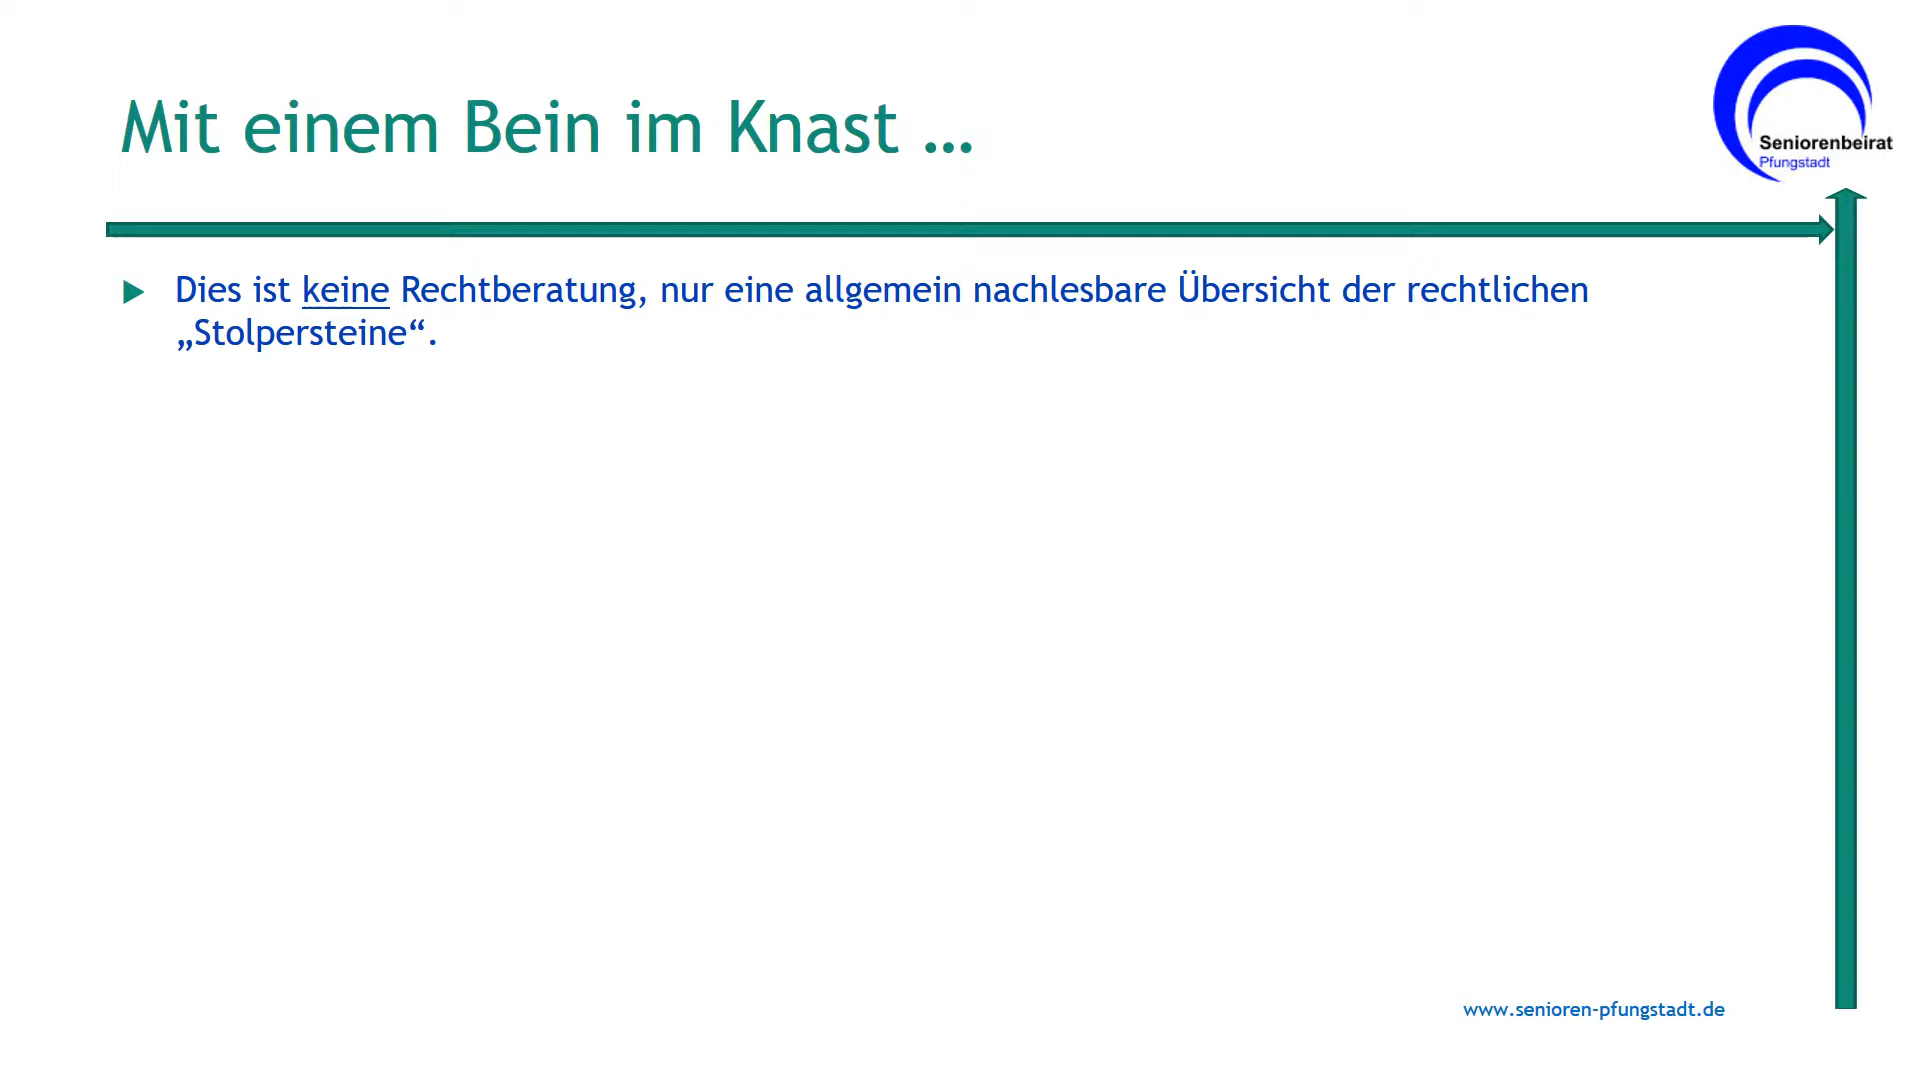 Mit einem Bein im Knast …
Seniorenbeirat
Pfungstadt
Dies ist keine Rechtberatung, nur eine allgemein nachlesbare Übersicht der rechtlichen
„Stolpersteine“.
www.senioren-pfungstadt.de